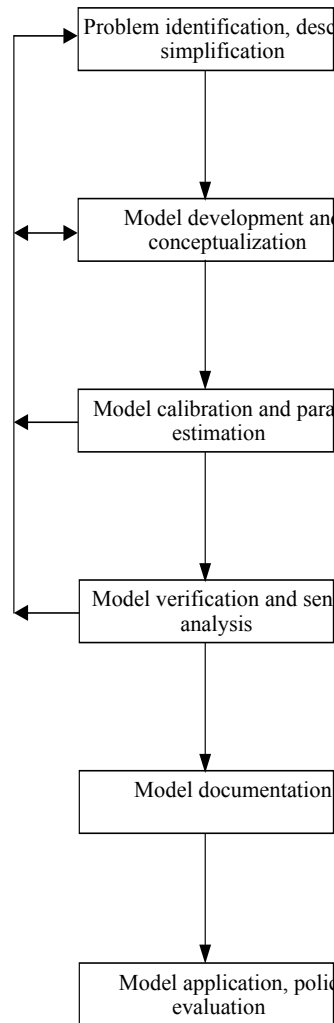 Problem identification, desc
simplification
Model development and
conceptualization
Model calibration and para
estimation
Model verification and sen
analysis
Model documentation
Model application, polic
evaluation